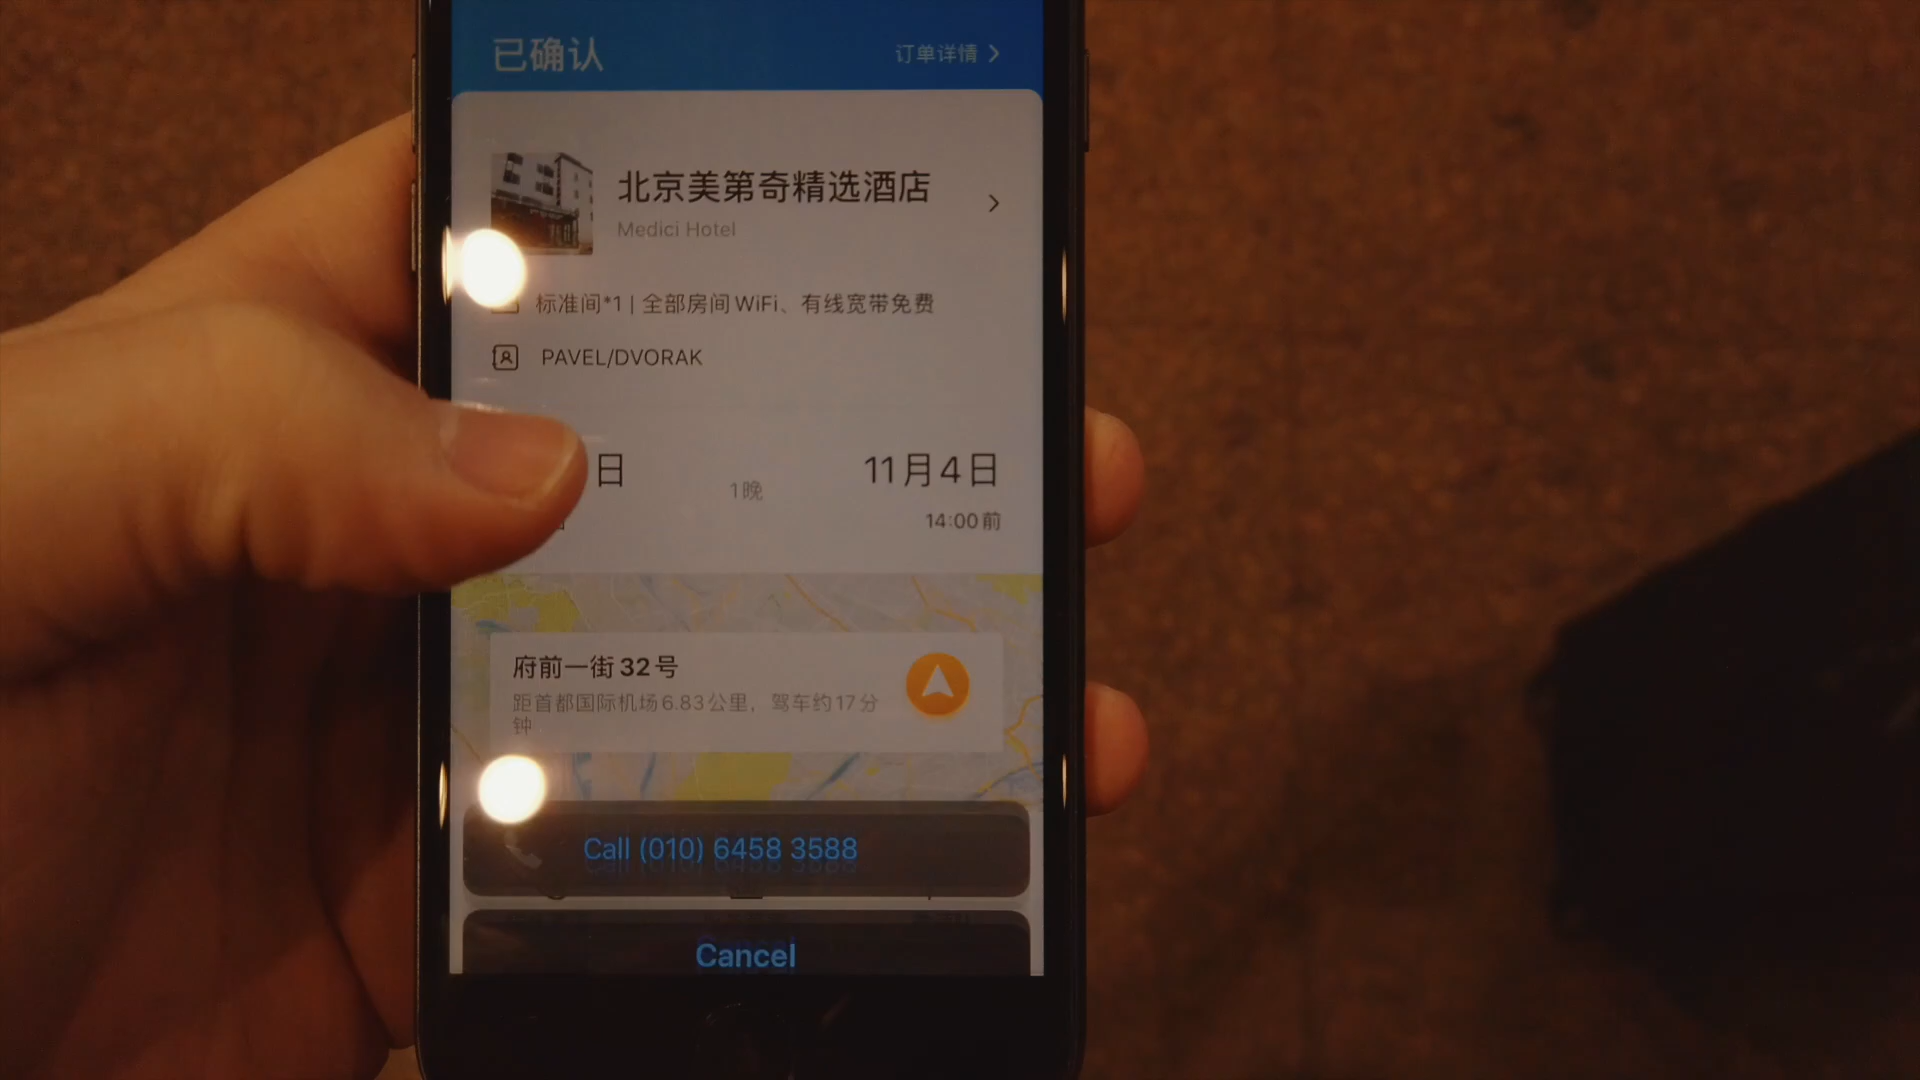 已确认
订单详情
北京美第奇精选酒店
Medici Hotel
标准间*1 | 全部房间WiFi、有线宽带免费
PAVEL/DVORAK
日
1晚
11月4日
14:00前
府前一街32号
距首都国际机场6.83公里，驾车约17分
钟
Call (010) 6458 3588
Cancel